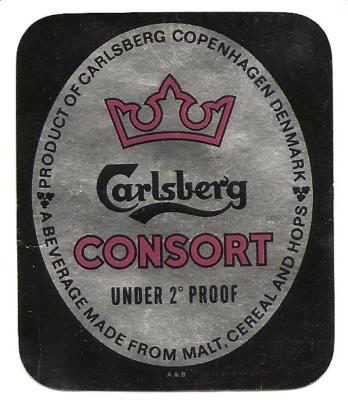 PRODUCT OF CARLSBERG COPENHAGEN DENMARK
Carlsberg
CONSORT
UNDER 2° PROOF
A BEVERAGE MADE FROM MALT, CEREAL AND HOPS
A & B